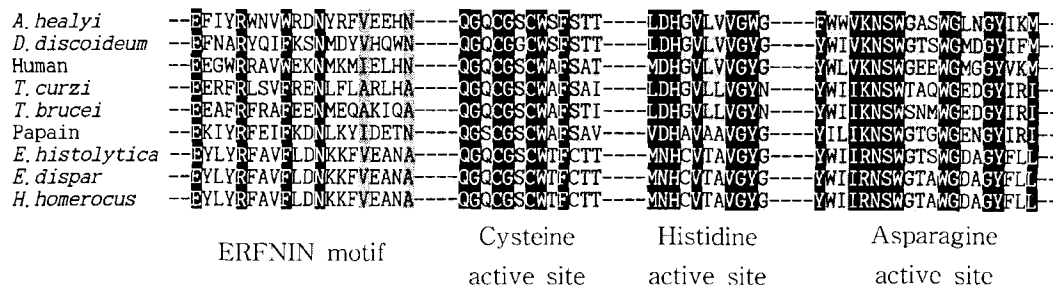 A.healyi --EFIYRWNVWRDNYRFVEEHN-----QGQCGSCWSFSTT-----LDHGVLVVGWG-----FWWVKNSWGASWGLNGYIKM--
D.discoideum --EFNARYQIFKSNMDYVHQWN-----QGQCGGCWSFSTT-----LDHGVLVVGYG-----YWIVKNSWGTSWGMDGYIFM--
Human --EEGWRRAVWEKNMKMIELHN-----QGQCGSCWAFSAT-----MDHGVLVVGYG-----YWLVKNSWGEEWGMGGYVKM--
T.curzi --EERFRLSVFRENLFLARLHA-----QGQCGSCWAFSAI-----LDHGVLLVGYN-----YWIIKNSWTAQWGEDGYIRI--
T.brucei --EAFRFRAFEENMEQAKIQA-----QGQCGSCWAFSTI-----LDHGVLLVGYN-----YWIIKNSWSNMWGEDGYIRI--
Papain --EKIYRFEIFKDNLKYIDETN-----QGSCGSCWAFSAV-----VDHAVAAVGYG-----YILIKNSWGTGWGENGYIRI--
E.histolytica --EYLYRFAVFLDNKKFVEANA-----QGQCGSCWTFCTT-----MNHCVTAVGYG-----YWIIRNSWGTSWGDAGYFLL--
E.dispar --EYLYRFAVFLDNKKFVEANA-----QGQCGSCWTFCTT-----MNHCVTAVGYG-----YWIIRNSWGTAWGDAGYFLL--
H.homerocus --EYLYRFAVFLDNKKFVEANA-----QGQCGSCWTFCTT-----MNHCVTAVGYG-----YWIIRNSWGTAWGDAGYFLL--
ERFNIN motif
Cysteine
active site
Histidine
active site
Asparagine
active site